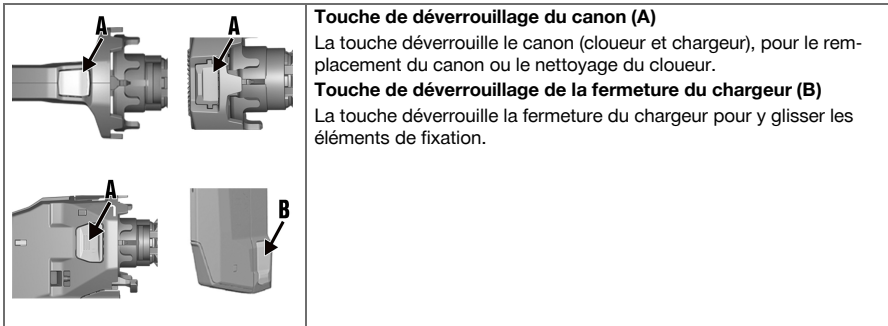 A
A
A
B
Touche de déverrouillage du canon (A)
La touche déverrouille le canon (cloueur et chargeur), pour le rem-
placement du canon ou le nettoyage du cloueur.
Touche de déverrouillage de la fermeture du chargeur (B)
La touche déverrouille la fermeture du chargeur pour y glisser les
éléments de fixation.